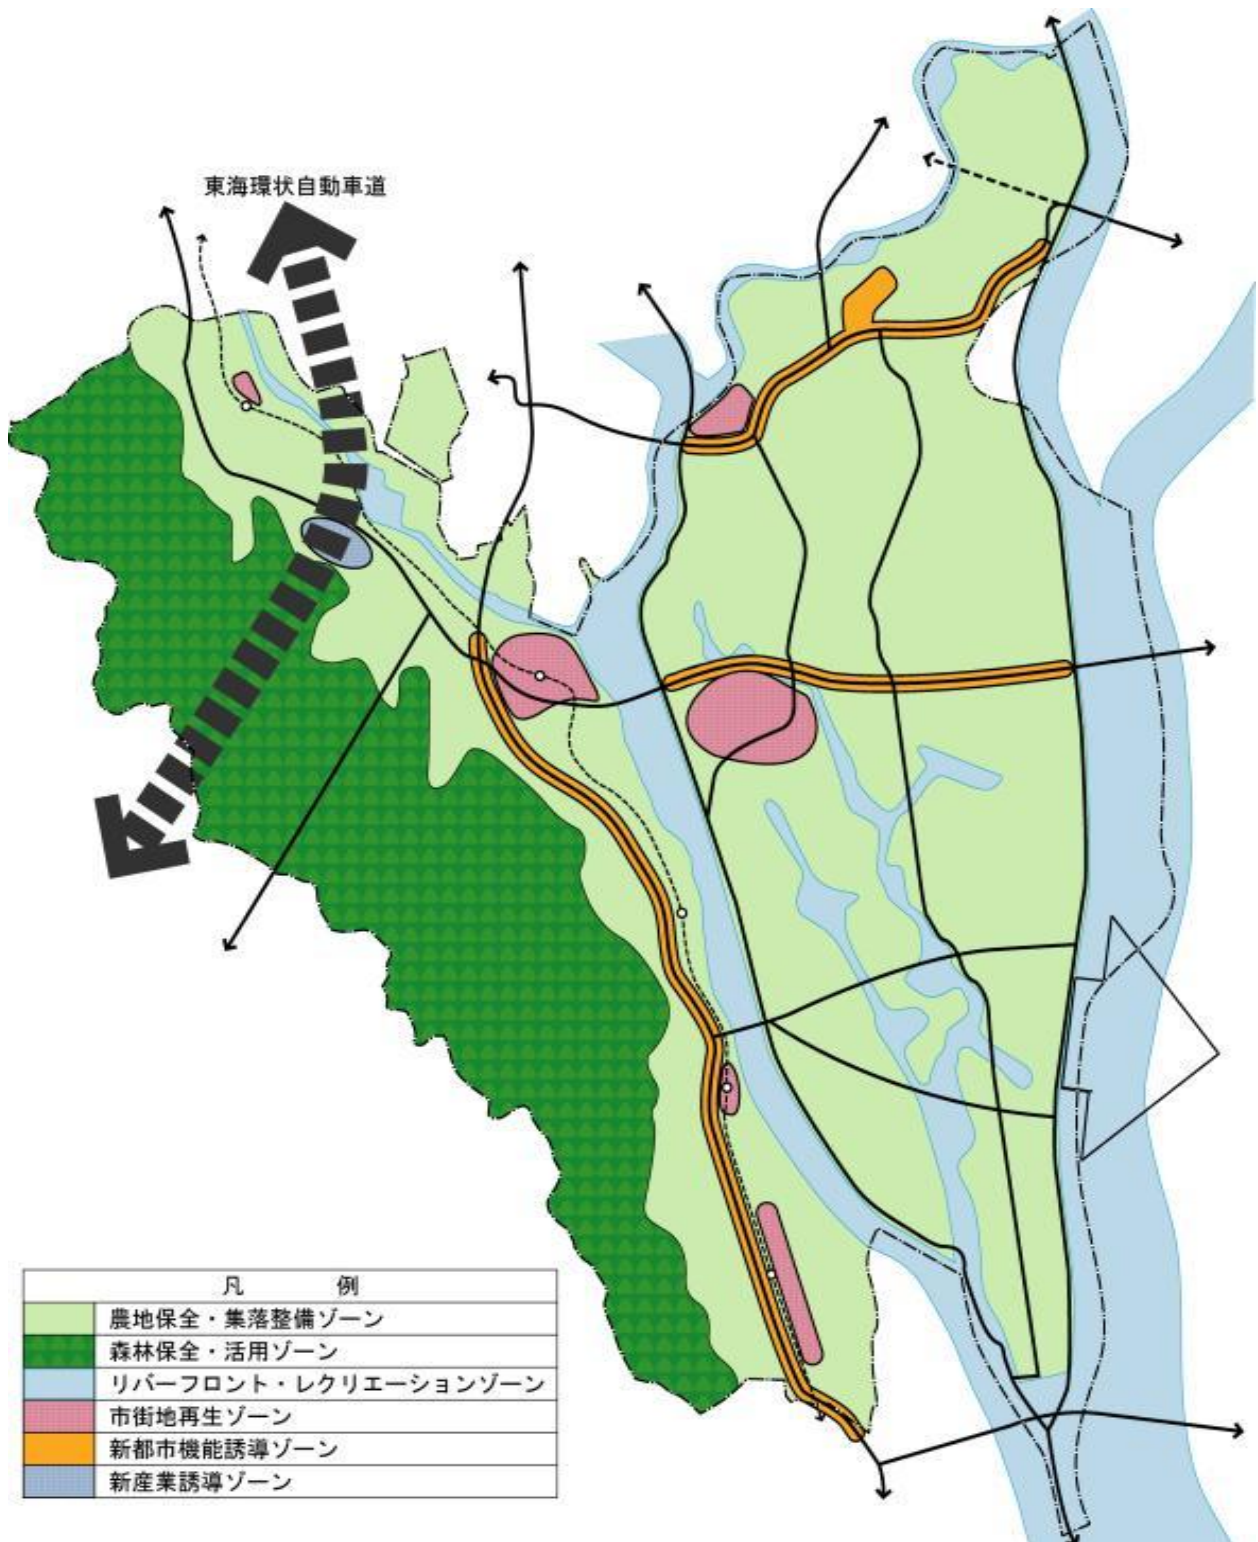 東海環状自動車道
凡　例
農地保全・集落整備ゾーン
森林保全・活用ゾーン
リバーフロント・レクリエーションゾーン
市街地再生ゾーン
新都市機能誘導ゾーン
新産業誘導ゾーン